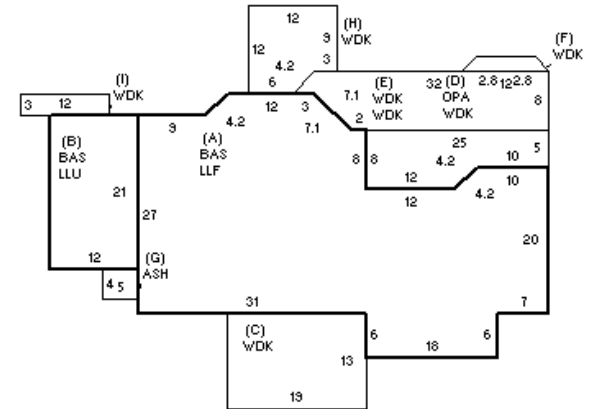 12
(H)
WDK
9
12
4.2
3
6
(F)
WDK
(I)
WDK
3
12
(E)
WDK
WDK
32
(D)
OPA
WDK
2.8
12
2.8
8
7.1
2
12
3
7.1
4.2
9
(A)
BAS
LLF
(B)
BAS
LLU
21
27
8
8
25
4.2
10
5
12
12
10
4.2
20
12
(G)
ASH
4
5
31
7
(C)
WDK
6
18
6
13
19